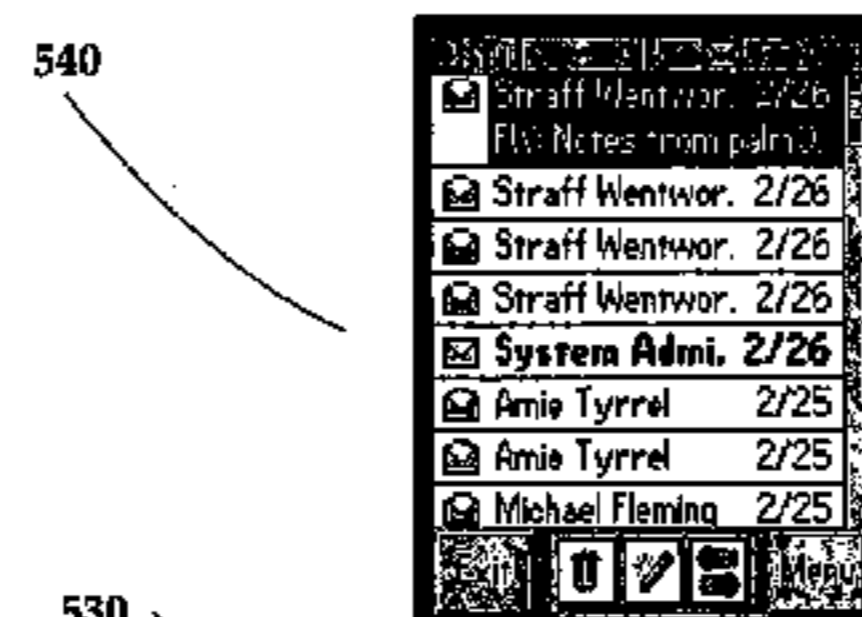 540
Straff Wentwor. 2/26
FW: Notes from palm
Straff Wentwor. 2/26
Straff Wentwor. 2/26
Straff Wentwor. 2/26
System Admi. 2/26
Amie Tyrrel 2/25
Amie Tyrrel 2/25
Michael Fleming 2/25
Exit Menu
530